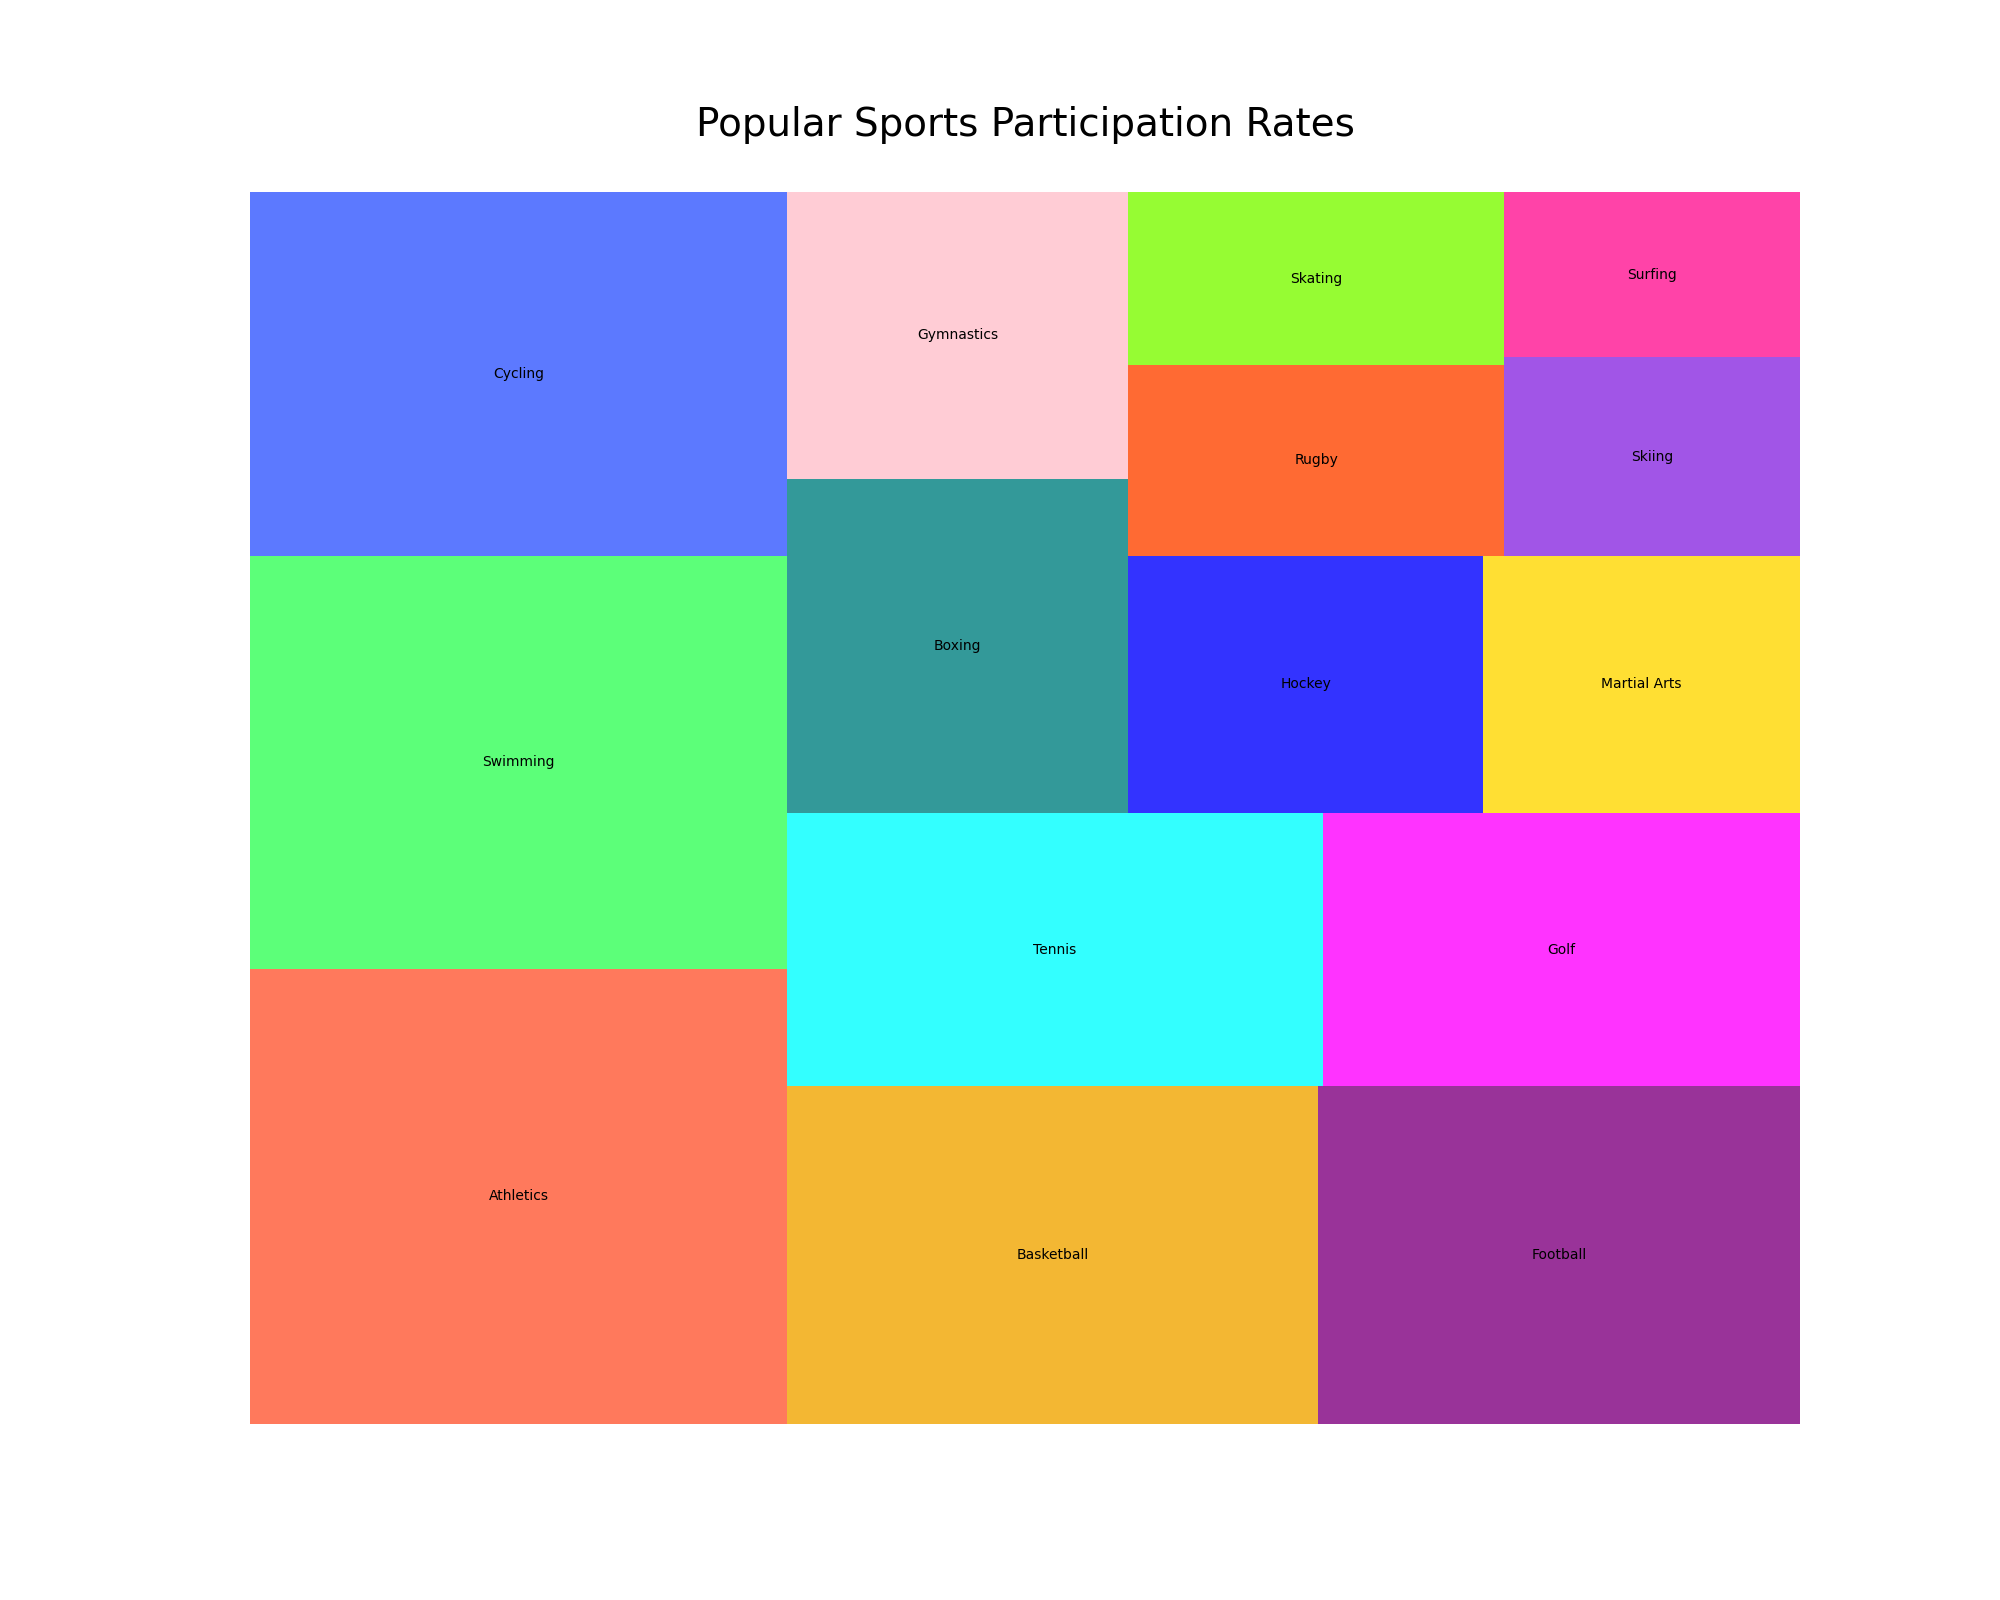 Popular Sports Participation Rates
Cycling
Gymnastics
Skating
Surfing
Rugby
Skiing
Swimming
Boxing
Hockey
Martial Arts
Tennis
Golf
Athletics
Basketball
Football